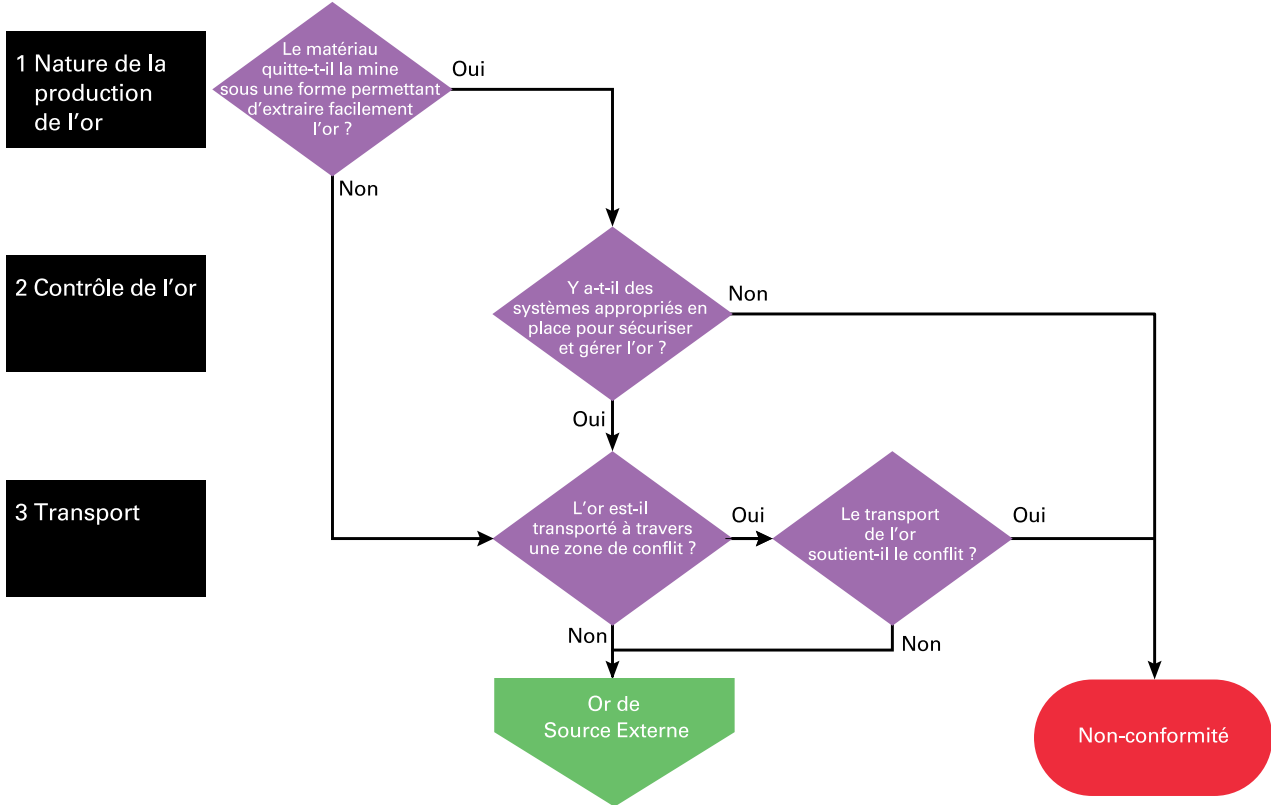 1 Nature de la
production
de l'or
Le matériau
quitte-t-il la mine
sous une forme permettant
d'extraire facilement
l'or ?
Oui
Non
2 Contrôle de l'or
Y a-t-il des
systèmes appropriés en
place pour sécuriser
et gérer l'or ?
Non
Oui
3 Transport
L'or est-il
transporté à travers
une zone de conflit ?
Oui
Le transport
de l'or
soutient-il le conflit ?
Oui
Non
Non
Or de
Source Externe
Non-conformité